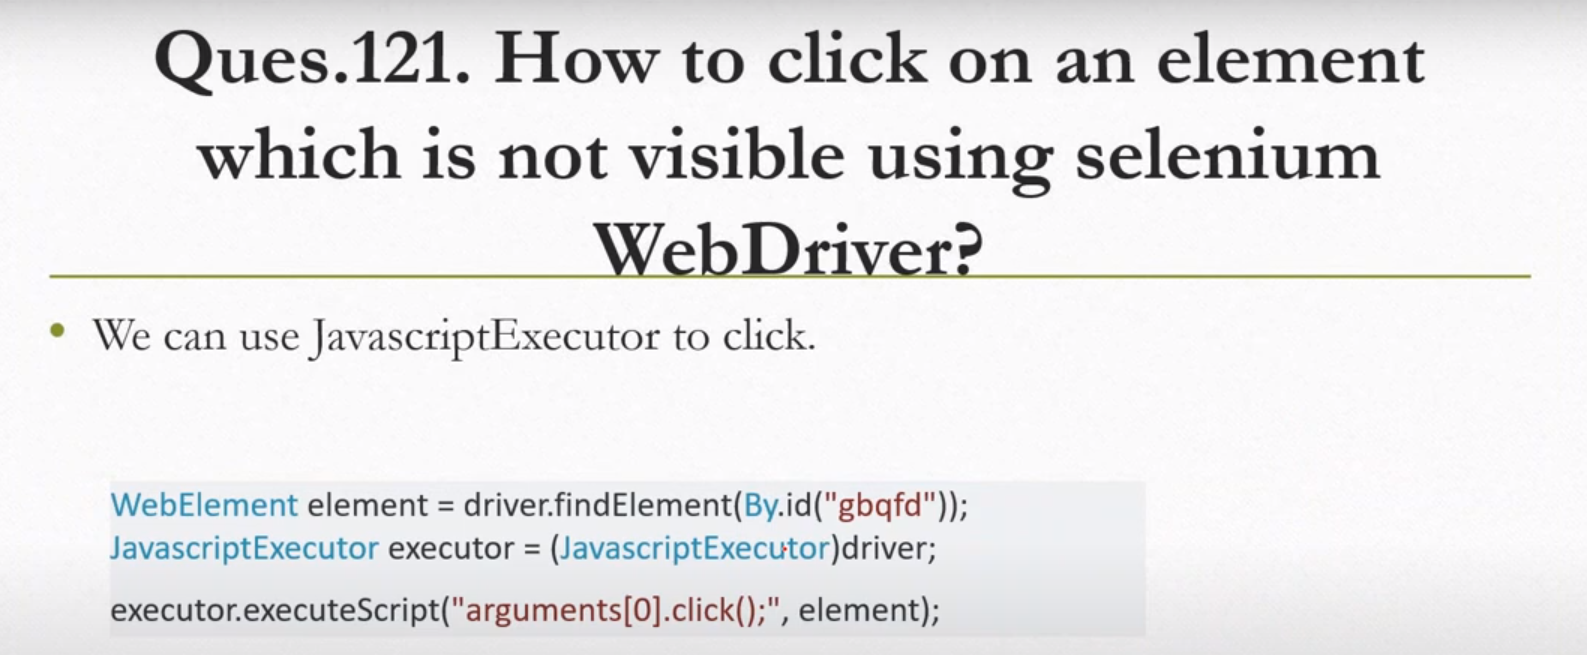 Ques.121. How to click on an element
which is not visible using selenium
WebDriver?
• We can use JavascriptExecutor to click.
WebElement element = driver.findElement(By.id("gbqfd"));
JavascriptExecutor executor = (JavascriptExecutor)driver;
executor.executeScript("arguments[0].click();", element);